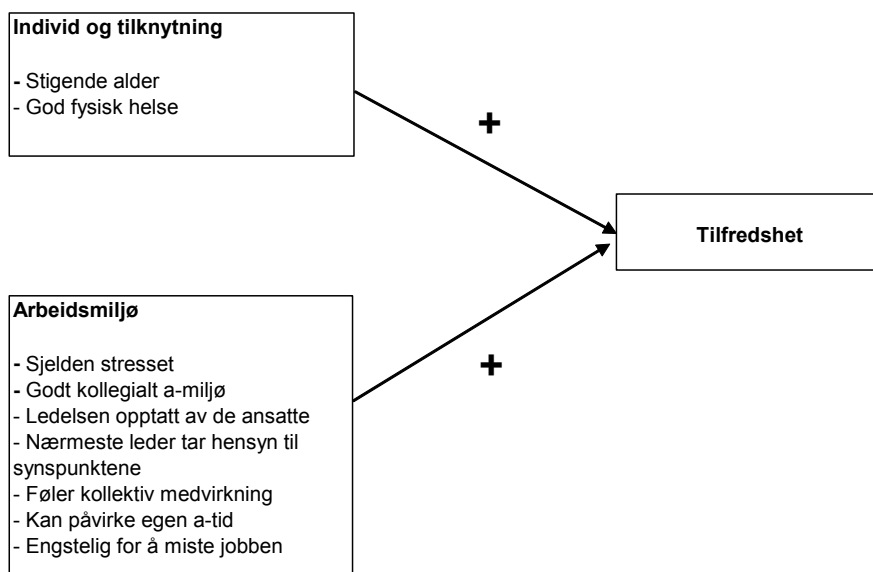 Individ og tilknytning
- Stigende alder
- God fysisk helse
+
Tilfredshet
Arbeidsmiljø
- Sjelden stresset
- Godt kollegialt a-miljø
- Ledelsen opptatt av de ansatte
- Nærmeste leder tar hensyn til
synspunktene
- Føler kollektiv medvirkning
- Kan påvirke egen a-tid
- Engstelig for å miste jobben
+